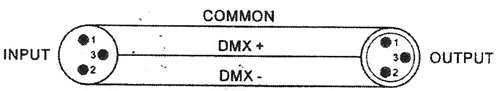 COMMON
INPUT
1
3
2
DMX +
DMX -
1
3
2
OUTPUT